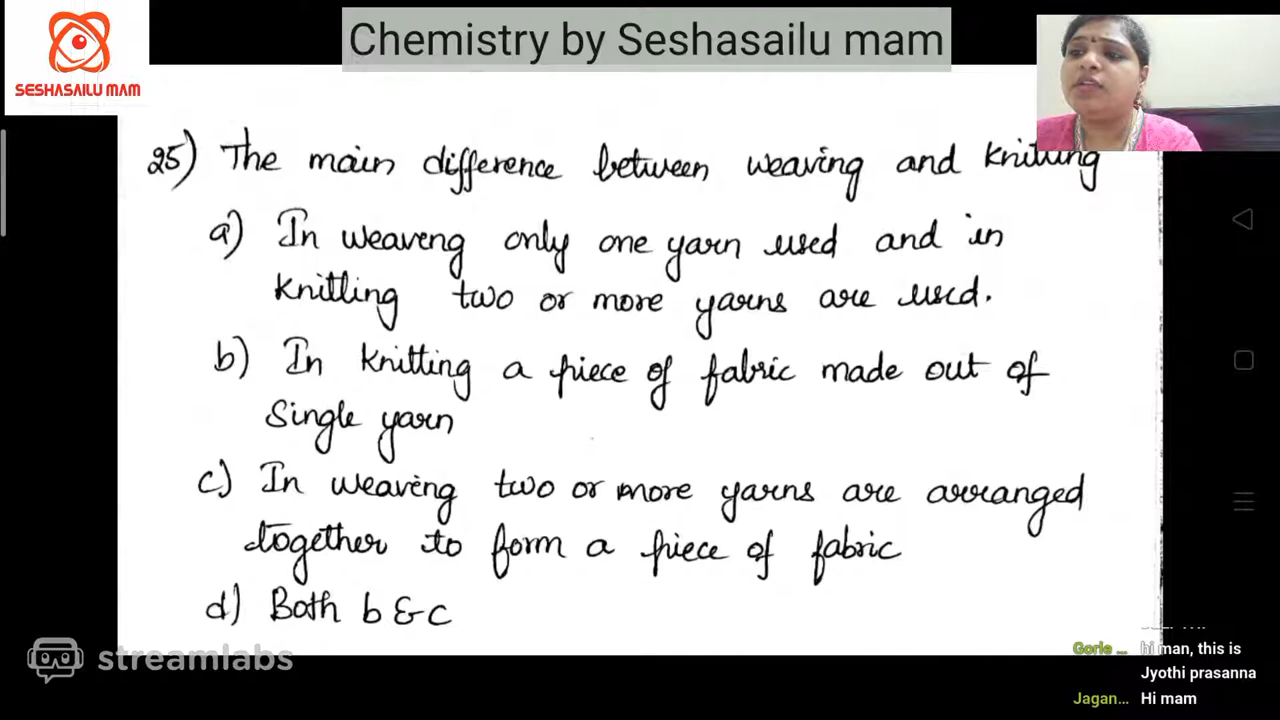 Chemistry by Seshasailu mam
SESHASAILU MAM
25) The main difference between weaving and knitting
a) In weaveng only one yarn used and in
knitling two or more yarns are used.
b) In knitting a piece of fabric made out of
Single yarn
c) In weaving two or more yarns are arranged
together to form a piece of fabric
d) Both b & c
streamlabs
Gorle ... hi man, this is
Jyothi prasanna
Jagan... Hi mam